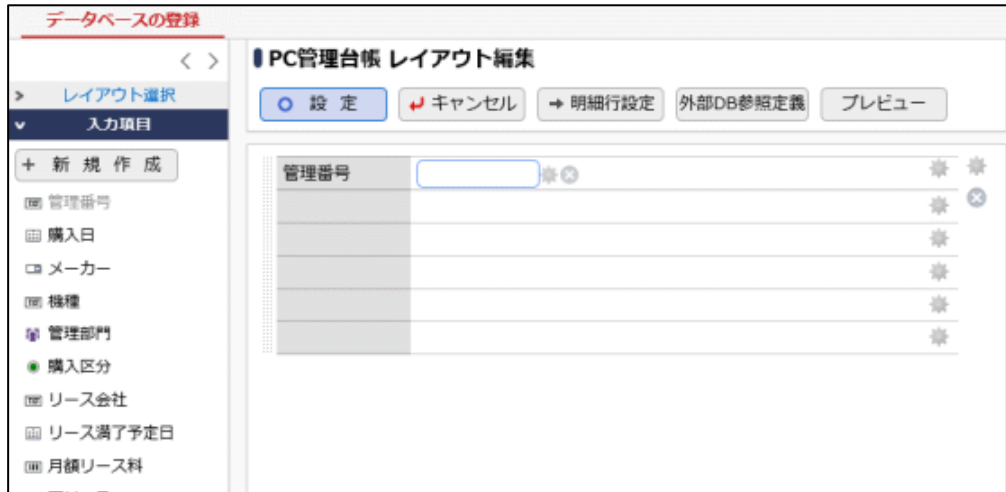 データベースの登録
レイアウト選択
入力項目
+ 新規作成
管理番号
購入日
メーカー
機種
管理部門
購入区分
リース会社
リース満了予定日
月額リース料
PC管理台帳 レイアウト編集
設定 キャンセル 明細行設定 外部DB参照定義 プレビュー
管理番号